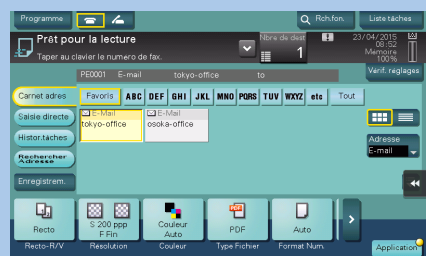 Programme
Rch.fon.
Liste tâches
Prêt pour la lecture
Taper au clavier le numero de fax.
Nbre de dest
1
23/04/2015
08:52
Memoire
100%
PE0001 E-mail tokyo-office to
Verif. reglages
Carnet adres
Favoris ABC DEF GHI JKL MNO PQRS TUV WXYZ etc Tout
Saisie directe
E-Mail
tokyo-office
E-Mail
osoka-office
Histor.tâches
Adresse
E-mail
Rechercher
Adresse
Enregistrem.
Recto
S 200 ppp
F Fin
Couleur
Auto
PDF
Auto
Recto-R/V
Resolution
Couleur
Type Fichier
Format Num.
Application